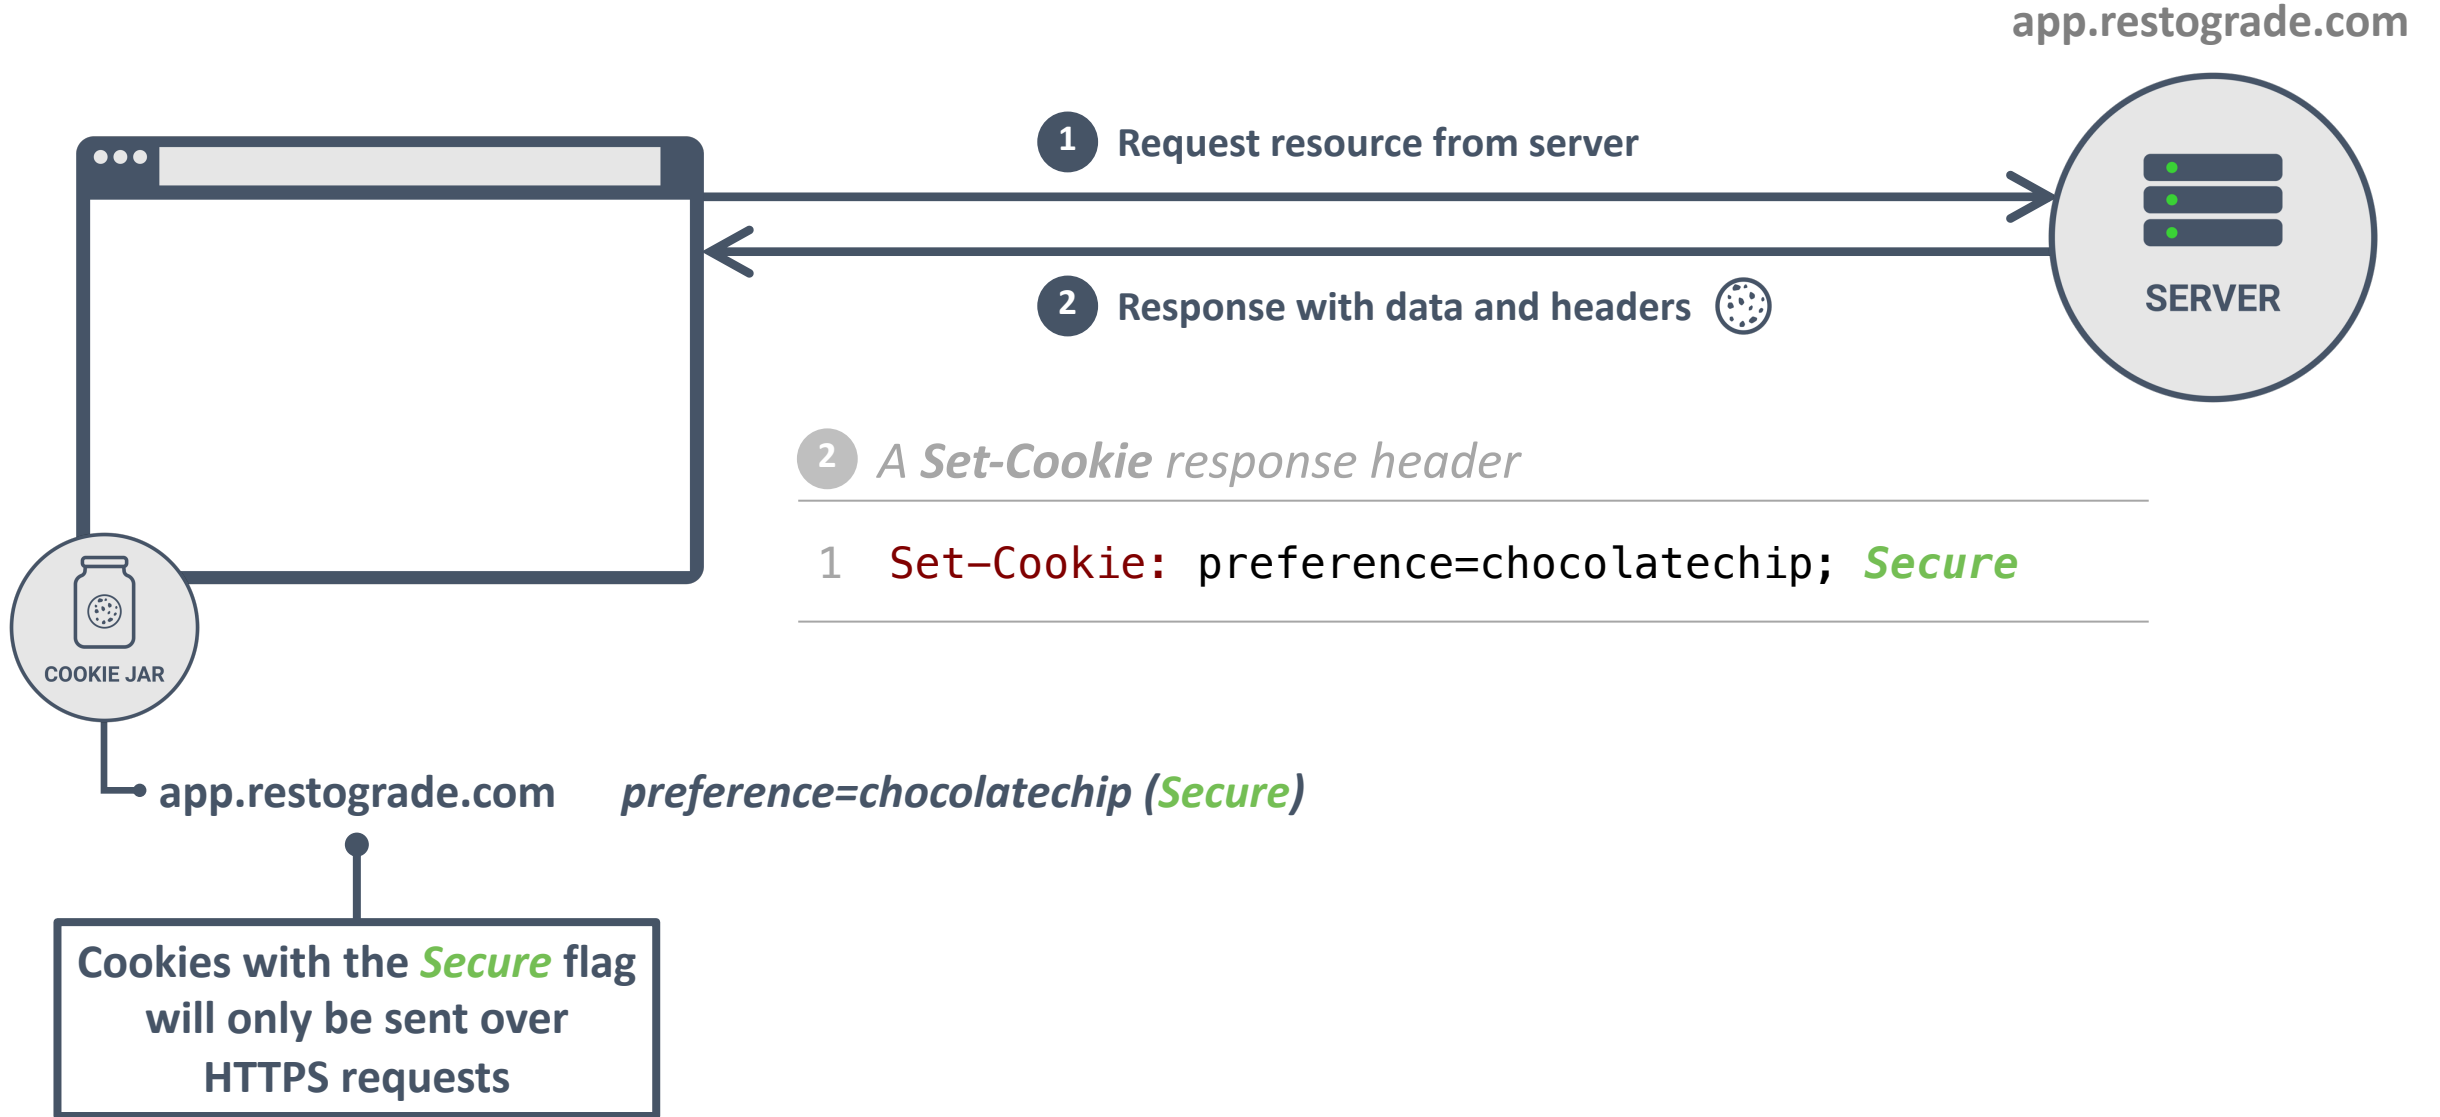 app.restograde.com
1 Request resource from server
2 Response with data and headers
SERVER
2 A Set-Cookie response header
1 Set-Cookie: preference=chocolatechip; Secure
COOKIE JAR
app.restograde.com preference=chocolatechip (Secure)
Cookies with the Secure flag
will only be sent over
HTTPS requests